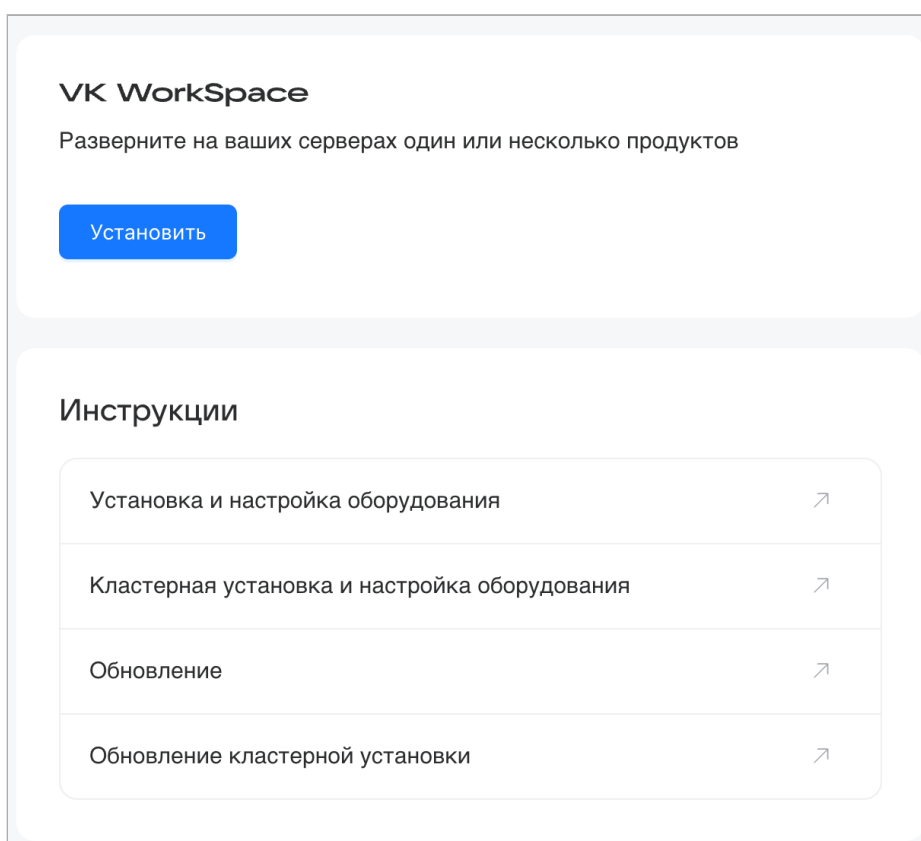 VK WorkSpace
Разверните на ваших серверах один или несколько продуктов
Установить
Инструкции
Установка и настройка оборудования
Кластерная установка и настройка оборудования
Обновление
Обновление кластерной установки